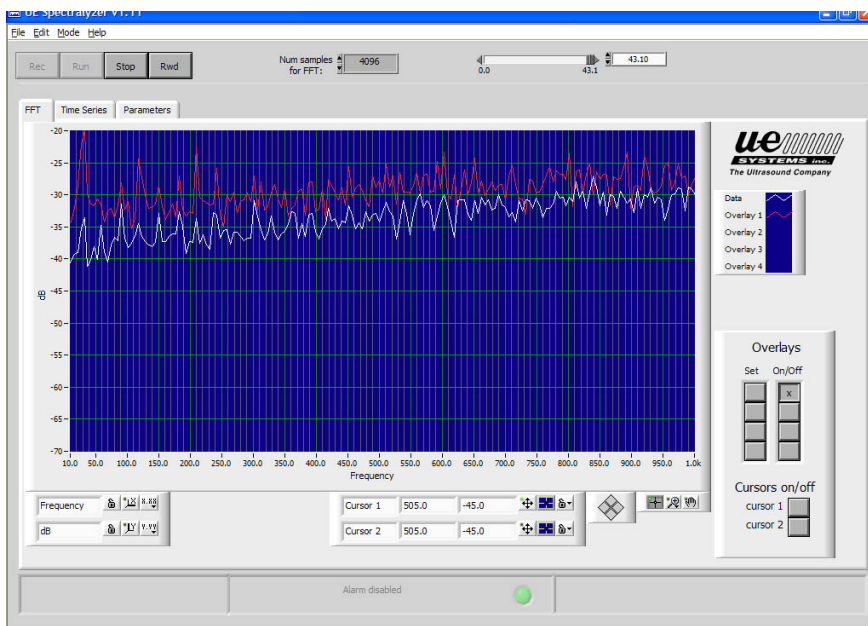 UE Spectralyzer V1.11
File Edit Mode Help
Rec Run Stop Rwd
Num samples for FFT: 4096
0.0 43.1 43.10
FFT Time Series Parameters
-20
-25
-30
-35
-40
-45
-50
-55
-60
-65
-70
dB
10.0 50.0 100.0 150.0 200.0 250.0 300.0 350.0 400.0 450.0 500.0 550.0 600.0 650.0 700.0 750.0 800.0 850.0 900.0 950.0 1.0k
Frequency
ue
SYSTEMS inc.
The Ultrasound Company
Data
Overlay 1
Overlay 2
Overlay 3
Overlay 4
Overlays
Set On/Off
x
Cursors on/off
cursor 1
cursor 2
Frequency X X.XX
dB Y Y.YY
Cursor 1 505.0 -45.0
Cursor 2 505.0 -45.0
Alarm disabled